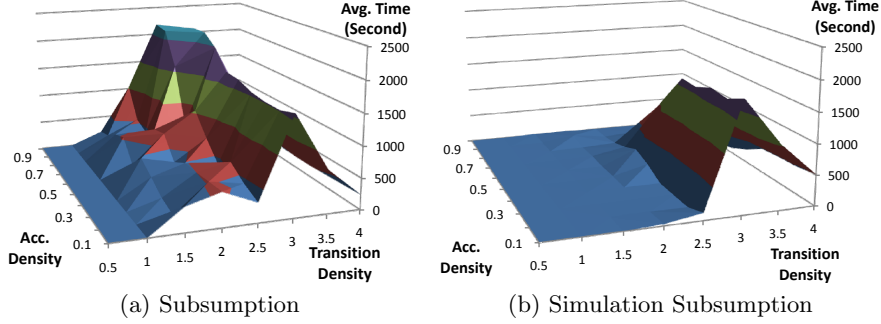 Avg. Time
(Second)
2500
2000
1500
1000
500
0
0.9
0.7
0.5
0.3
0.1
Acc.
Density
0.5
1
1.5
2
2.5
3
3.5
4
Transition
Density
(a) Subsumption
Avg. Time
(Second)
2500
2000
1500
1000
500
0
0.9
0.7
0.5
0.3
0.1
Acc.
Density
0.5
1
1.5
2
2.5
3
3.5
4
Transition
Density
(b) Simulation Subsumption